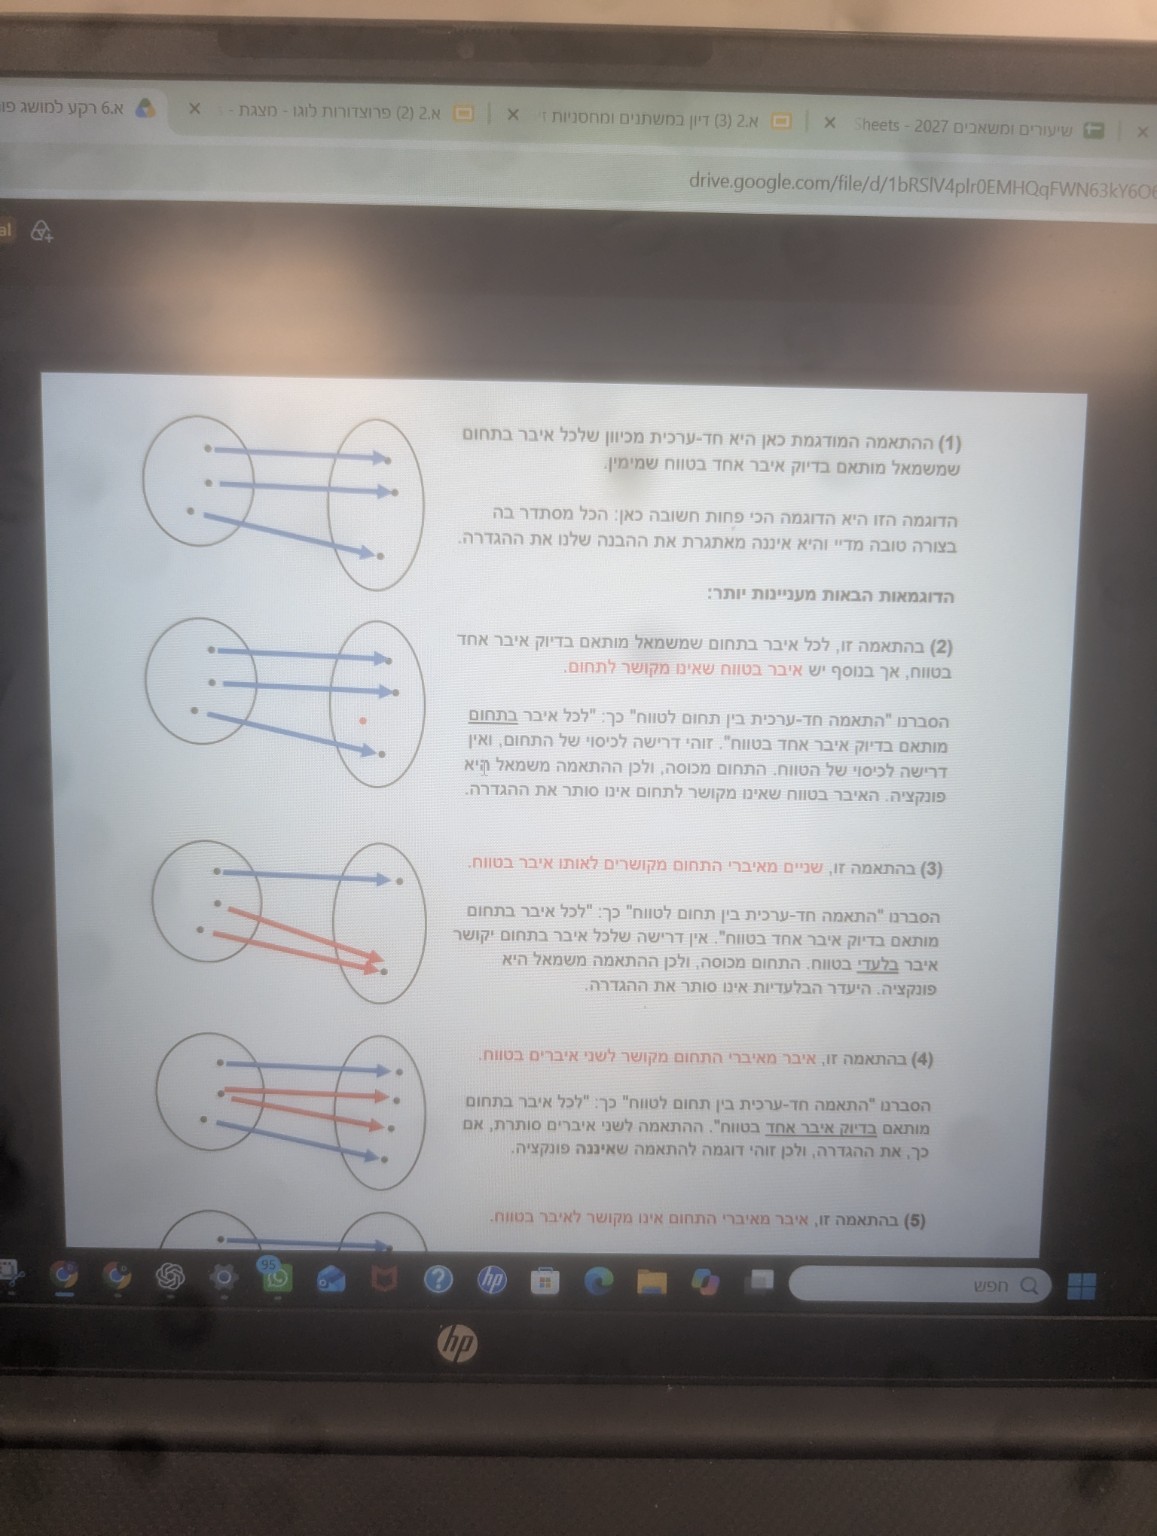 שיעורים ומשאבים 2027 - Sheets
א.2 (3) דיון במשתנים ומחסניות
א.2 (2) פרוצדורות לוגו - מצגת -
א.6 רקע למושג
drive.google.com/file/d/1bRSlV4plr0EMHQqFWN63kY6O6
al
(1) ההתאמה המודגמת כאן היא חד-ערכית מכיוון שלכל איבר בתחום
שמשמאל מותאם בדיוק איבר אחד בטווח שמימין.
הדוגמה הזו היא הדוגמה הכי פחות חשובה כאן: הכל מסתדר בה
בצורה טובה מדיי והיא איננה מאתגרת את ההבנה שלנו את ההגדרה.
הדוגמאות הבאות מעניינות יותר:
(2) בהתאמה זו, לכל איבר בתחום שמשמאל מותאם בדיוק איבר אחד
בטווח, אך בנוסף יש איבר בטווח שאינו מקושר לתחום.
הסברנו "התאמה חד-ערכית בין תחום לטווח" כך: "לכל איבר בתחום
מותאם בדיוק איבר אחד בטווח". זוהי דרישה לכיסוי של התחום, ואין
דרישה לכיסוי של הטווח. התחום מכוסה, ולכן ההתאמה משמאל היא
פונקציה. האיבר בטווח שאינו מקושר לתחום אינו סותר את ההגדרה.
(3) בהתאמה זו, שניים מאיברי התחום מקושרים לאותו איבר בטווח.
הסברנו "התאמה חד-ערכית בין תחום לטווח" כך: "לכל איבר בתחום
מותאם בדיוק איבר אחד בטווח". אין דרישה שלכל איבר בתחום יקושר
איבר בלעדי בטווח. התחום מכוסה, ולכן ההתאמה משמאל היא
פונקציה. היעדר הבלעדיות אינו סותר את ההגדרה.
(4) בהתאמה זו, איבר מאיברי התחום מקושר לשני איברים בטווח.
הסברנו "התאמה חד-ערכית בין תחום לטווח" כך: "לכל איבר בתחום
מותאם בדיוק איבר אחד בטווח". ההתאמה לשני איברים סותרת, אם
כך, את ההגדרה, ולכן זוהי דוגמה להתאמה שאיננה פונקציה.
(5) בהתאמה זו, איבר מאיברי התחום אינו מקושר לאיבר בטווח.
חפש
hp
95
hp